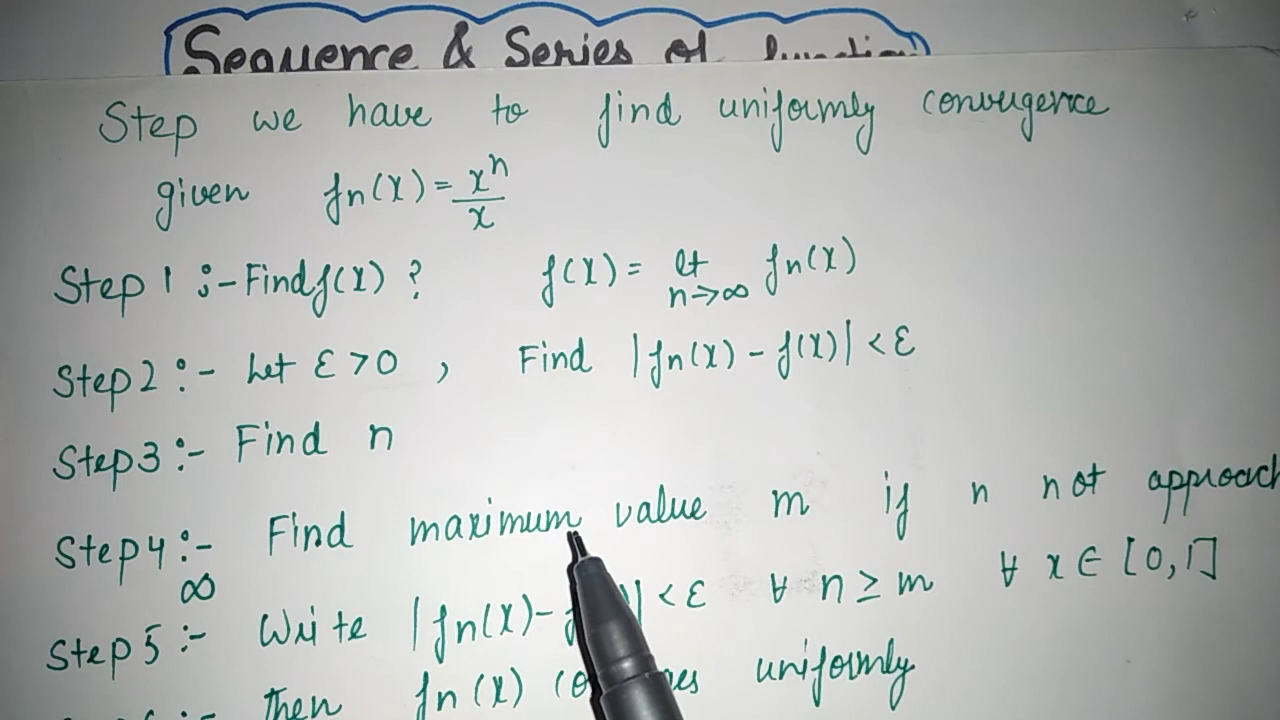 Sequence & Series of
Step we have to find uniformly convergence
given fn(x) = x^n/x
Step 1 :- Find f(x) ? f(x) = lt n→∞ fn(x)
Step 2 :- Let ε > 0 , Find |fn(x) - f(x)| < ε
Step 3 :- Find n
Step 4 :- Find maximum value m if n not approach
∞
Step 5 :- Write |fn(x) - | < ε ∀ n ≥ m ∀ x ∈ [0,1]
Then fn(x) uniformly